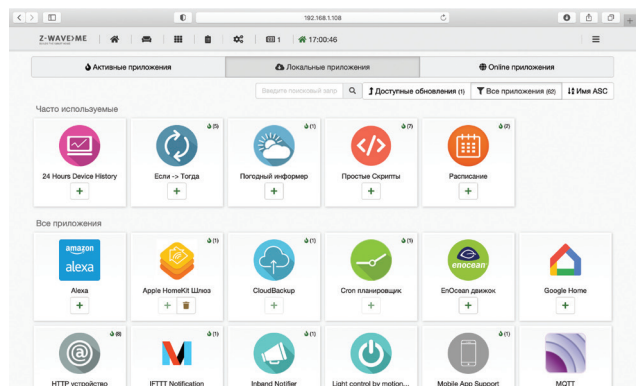 192.168.1.108
Z-WAVE>ME
1
17:00:46
Активные приложения
Локальные приложения
Online приложения
Введите поисковый запр
Доступные обновления (1)
Все приложения (62)
Имя ASC
Часто используемые
(5)
(1)
(7)
24 Hours Device History
Если -> Тогда
Погодный информер
Простые Скрипты
Расписание
Все приложения
(1)
(1)
(1)
amazon
alexa
enocean
Alexa
Apple HomeKit Шлюз
CloudBackup
Cron планировщик
EnOcean движок
Google Home
(1)
(1)
(1)
HTTP устройство
IFTTT Notification
Inband Notifier
Light control by motion...
Mobile App Support
MQTT